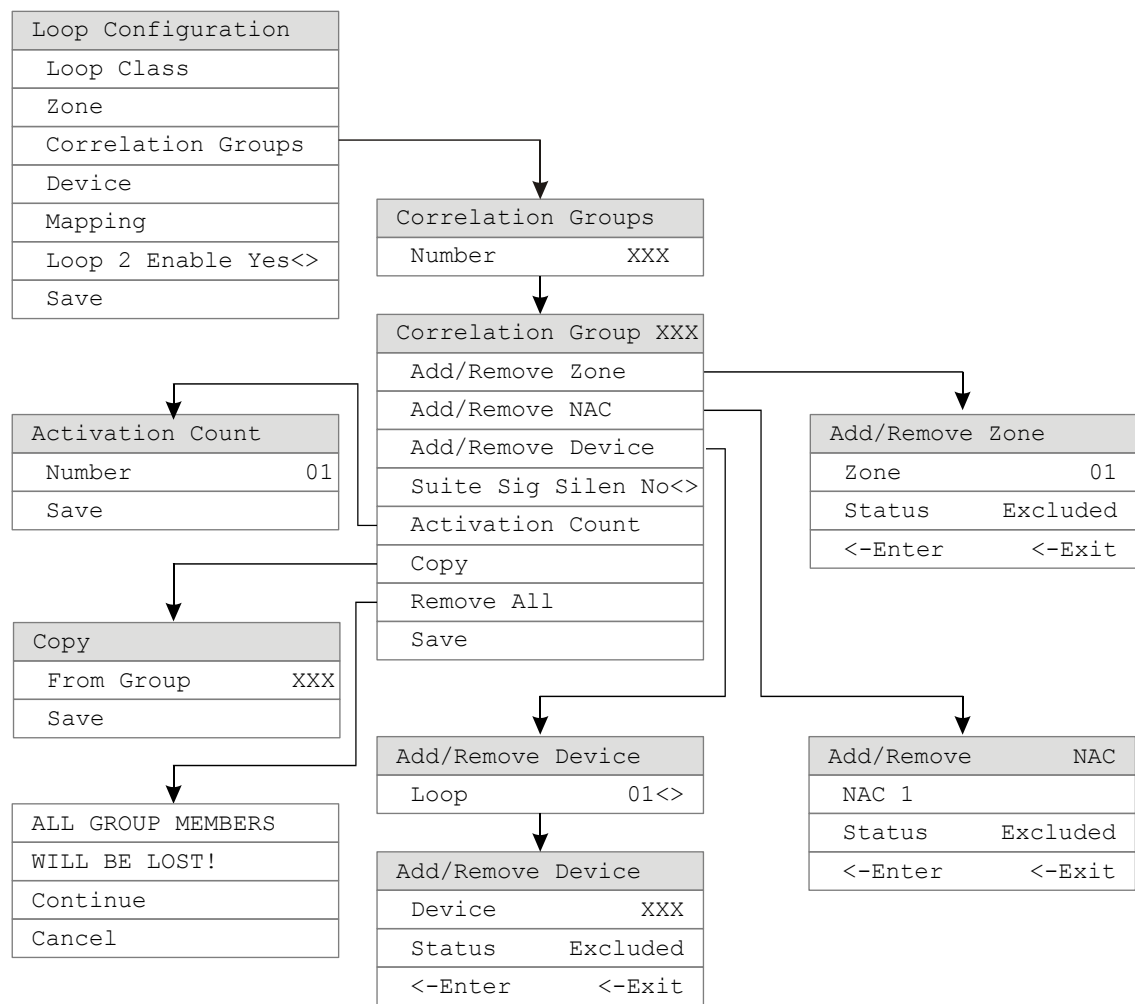 Loop Configuration
Loop Class
Zone
Correlation Groups
Device
Mapping
Loop 2 Enable Yes<>
Save
Correlation Groups
Number XXX
Correlation Group XXX
Add/Remove Zone
Add/Remove NAC
Add/Remove Device
Suite Sig Silen No<>
Activation Count
Copy
Remove All
Save
Activation Count
Number 01
Save
Copy
From Group XXX
Save
ALL GROUP MEMBERS
WILL BE LOST!
Continue
Cancel
Add/Remove Device
Loop 01<>
Add/Remove Device
Device XXX
Status Excluded
<-Enter <-Exit
Add/Remove Zone
Zone 01
Status Excluded
<-Enter <-Exit
Add/Remove NAC
NAC 1
Status Excluded
<-Enter <-Exit